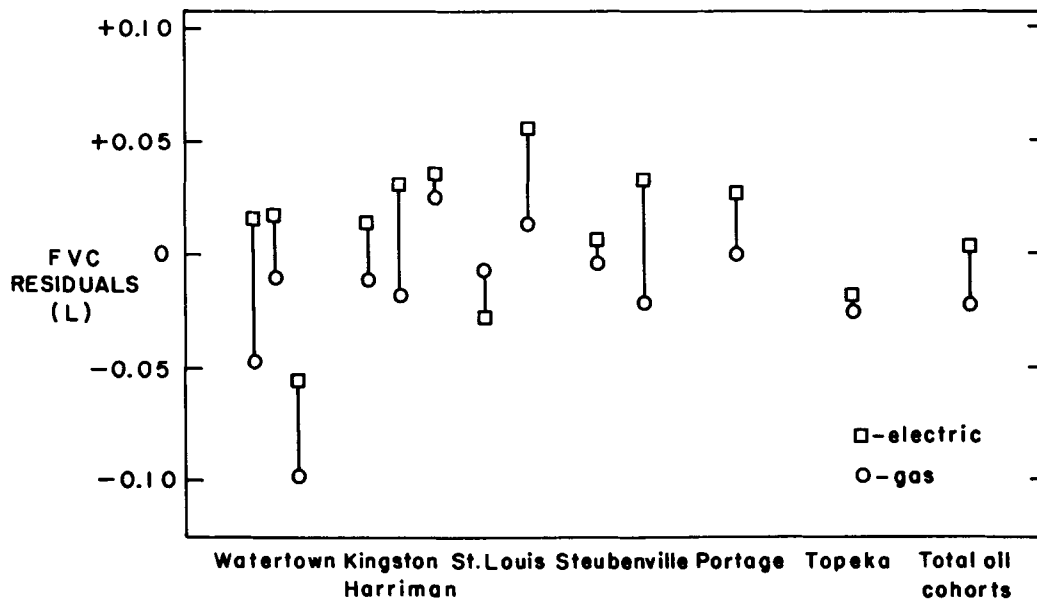 +0.10
+0.05
0
FVC
RESIDUALS
(L)
−0.05
−0.10
□-electric
○-gas
Watertown Kingston St. Louis Steubenville Portage Topeka Total oll
Harriman cohorts